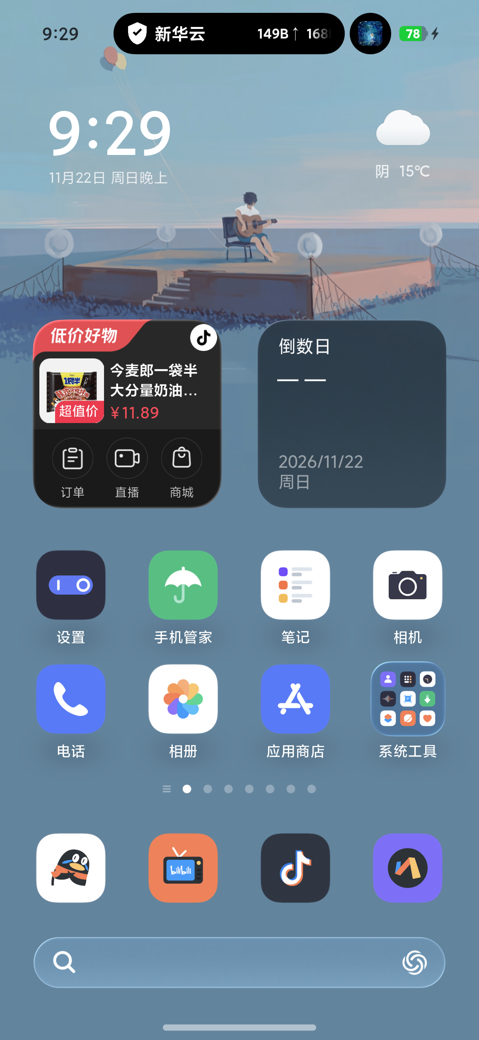 9:29
新华云
149B↑ 168
78
9:29
11月22日 周日晚上
阴 15℃
低价好物
今麦郎一袋半
大分量奶油…
超值价
¥11.89
订单
直播
商城
倒数日
— —
2026/11/22
周日
设置
手机管家
笔记
相机
电话
相册
应用商店
系统工具
bilibili